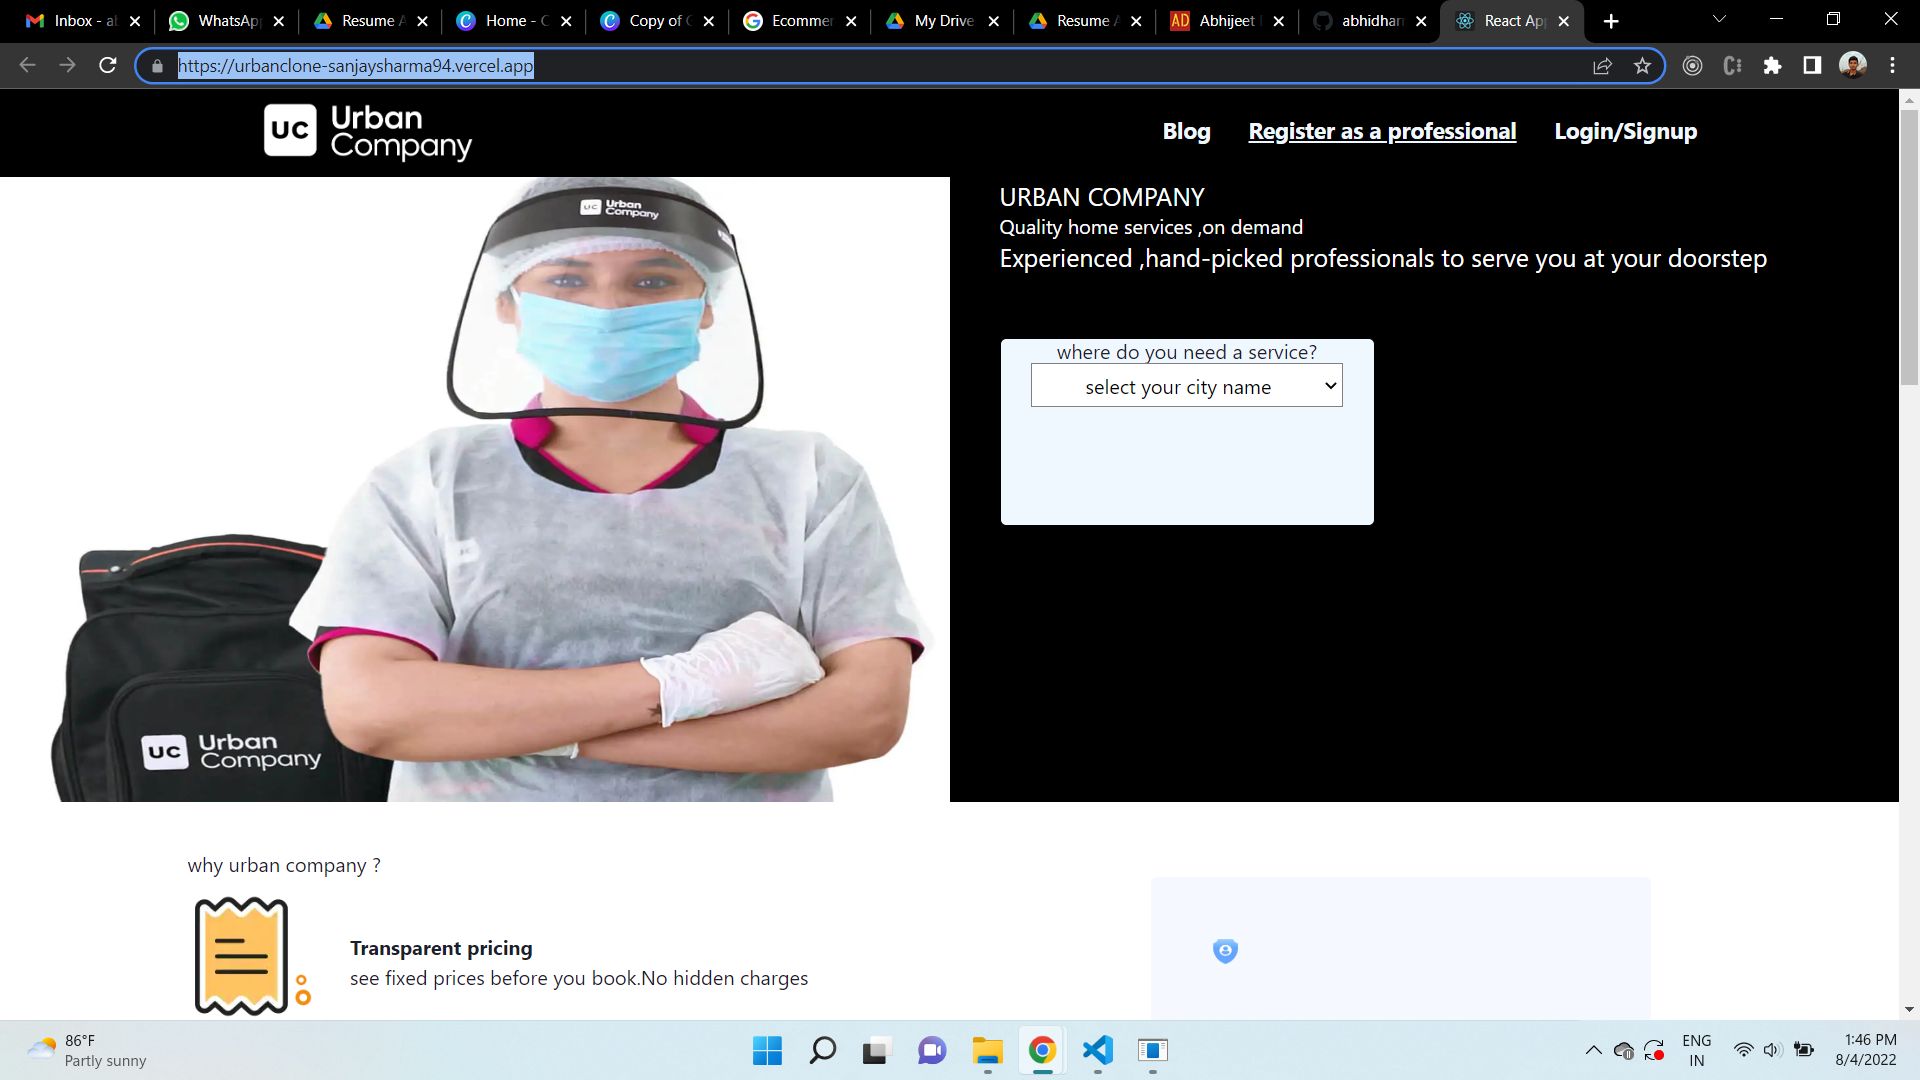 Inbox - a
WhatsAp
Resume A
Home - C
Copy of
Ecommer
My Drive
Resume A
Abhijeet
abhidhar
React Ap
https://urbanclone-sanjaysharma94.vercel.app
UC Urban Company
Blog
Register as a professional
Login/Signup
UC Urban Company
URBAN COMPANY
Quality home services ,on demand
Experienced ,hand-picked professionals to serve you at your doorstep
where do you need a service?
select your city name
UC Urban Company
why urban company ?
Transparent pricing
see fixed prices before you book.No hidden charges
86°F
Partly sunny
ENG
IN
1:46 PM
8/4/2022